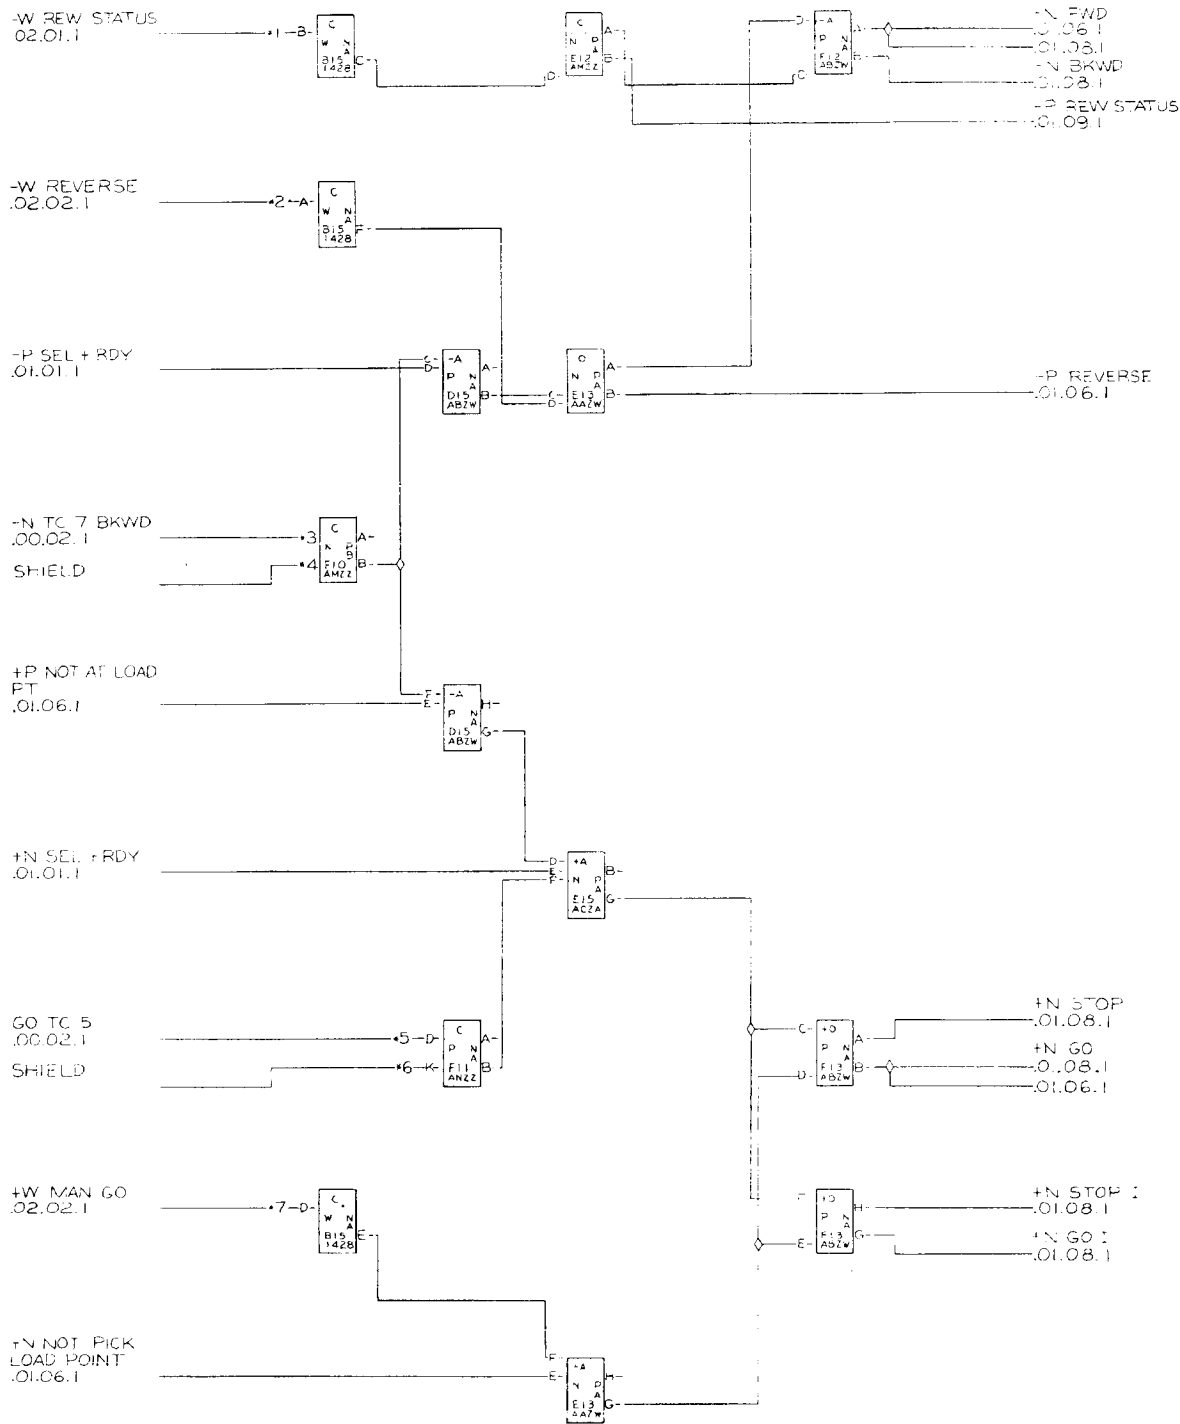 -W REW STATUS
02.01.1
*1
B
C
W N
A
B15
1428
C
D
C
N P
A
E12
AMZZ
A
B
D
C
-A
P N
A
F12
ABZW
A
B
-N FWD
.01.06.1
.01.08.1
-N BKWD
.01.08.1
-P REW STATUS
.01.09.1
-W REVERSE
.02.02.1
*2
A
C
W N
A
B15
1428
F
-P SEL + RDY
.01.01.1
C
D
-A
P N
A
D15
ABZW
A
B
C
D
O
N P
A
E13
AAZW
A
B
-P REVERSE
.01.06.1
-N TC 7 BKWD
.00.02.1
SHIELD
*3
*4
C
N P
B
F10
AMZZ
A
B
+P NOT AT LOAD
PT
.01.06.1
F
E
-A
P N
A
D15
ABZW
H
G
+N SEL +RDY
.01.01.1
D
E
F
+A
N P
A
E15
ACZA
B
G
GO TC 5
.00.02.1
SHIELD
*5
D
*6
K
C
P N
A
F11
ANZZ
A
B
C
D
+O
P N
A
F13
ABZW
A
B
+N STOP
.01.08.1
+N GO
.01.08.1
.01.06.1
+W MAN GO
.02.02.1
*7
D
C
W N
A
B15
1428
E
F
E
+O
P N
A
F13
ABZW
H
G
+N STOP I
.01.08.1
+N GO I
.01.08.1
+N NOT PICK
LOAD POINT
.01.06.1
F
E
+A
N P
A
E13
AAZW
H
G